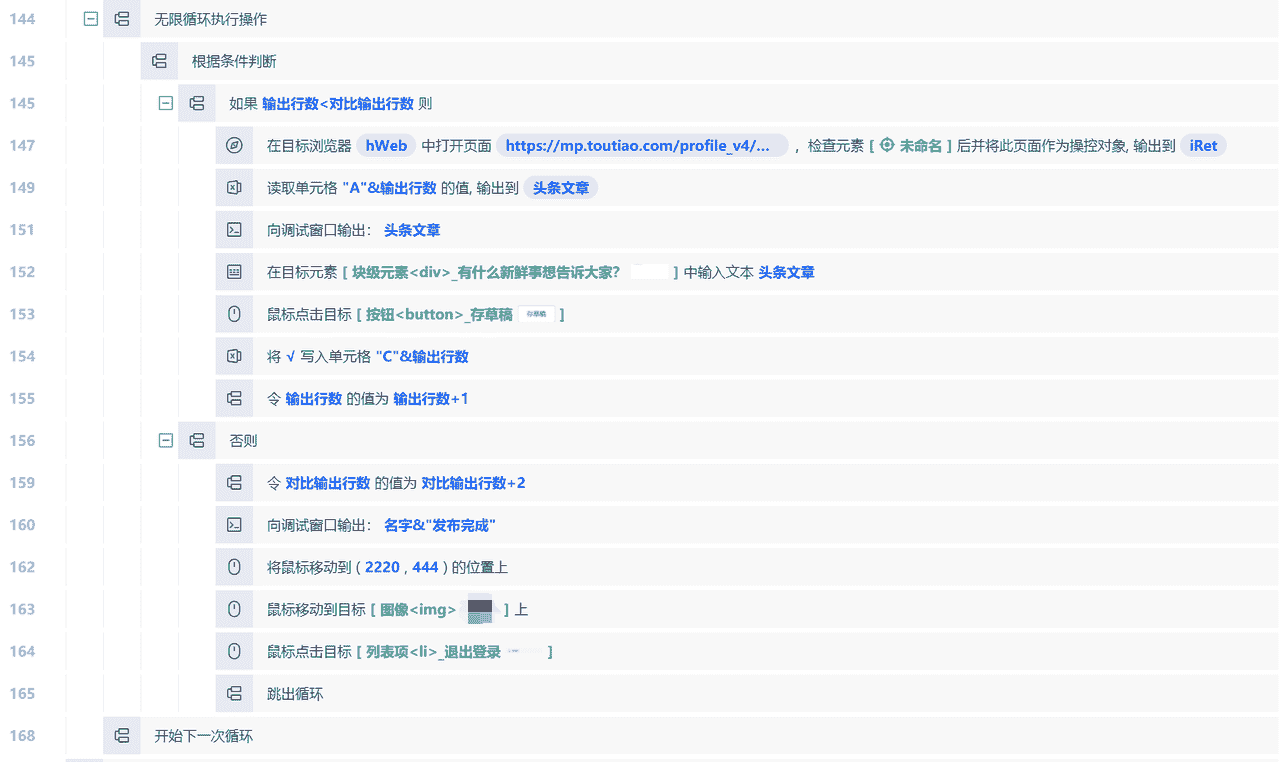 144 无限循环执行操作
145 根据条件判断
145 如果 输出行数<对比输出行数 则
147 在目标浏览器 hWeb 中打开页面 https://mp.toutiao.com/profile_v4/... ，检查元素 [ 未命名 ] 后并将此页面作为操控对象, 输出到 iRet
149 读取单元格 "A"&输出行数 的值, 输出到 头条文章
151 向调试窗口输出： 头条文章
152 在目标元素 [ 块级元素<div>_有什么新鲜事想告诉大家? ] 中输入文本 头条文章
153 鼠标点击目标 [ 按钮<button>_存草稿 存草稿 ]
154 将 √ 写入单元格 "C"&输出行数
155 令 输出行数 的值为 输出行数+1
156 否则
159 令 对比输出行数 的值为 对比输出行数+2
160 向调试窗口输出： 名字&"发布完成"
162 将鼠标移动到 ( 2220 , 444 ) 的位置上
163 鼠标移动到目标 [ 图像<img> ] 上
164 鼠标点击目标 [ 列表项<li>_退出登录 ]
165 跳出循环
168 开始下一次循环